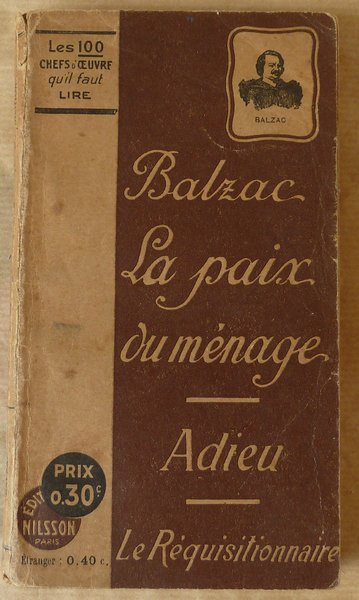 Les 100
CHEFS d'ŒUVRE
qu'il faut
LIRE
BALZAC
Balzac
La paix
du ménage
Adieu
Le Réquisitionnaire
PRIX
0.30c
ÉDIT
NILSSON
PARIS
Étranger : 0.40 c.